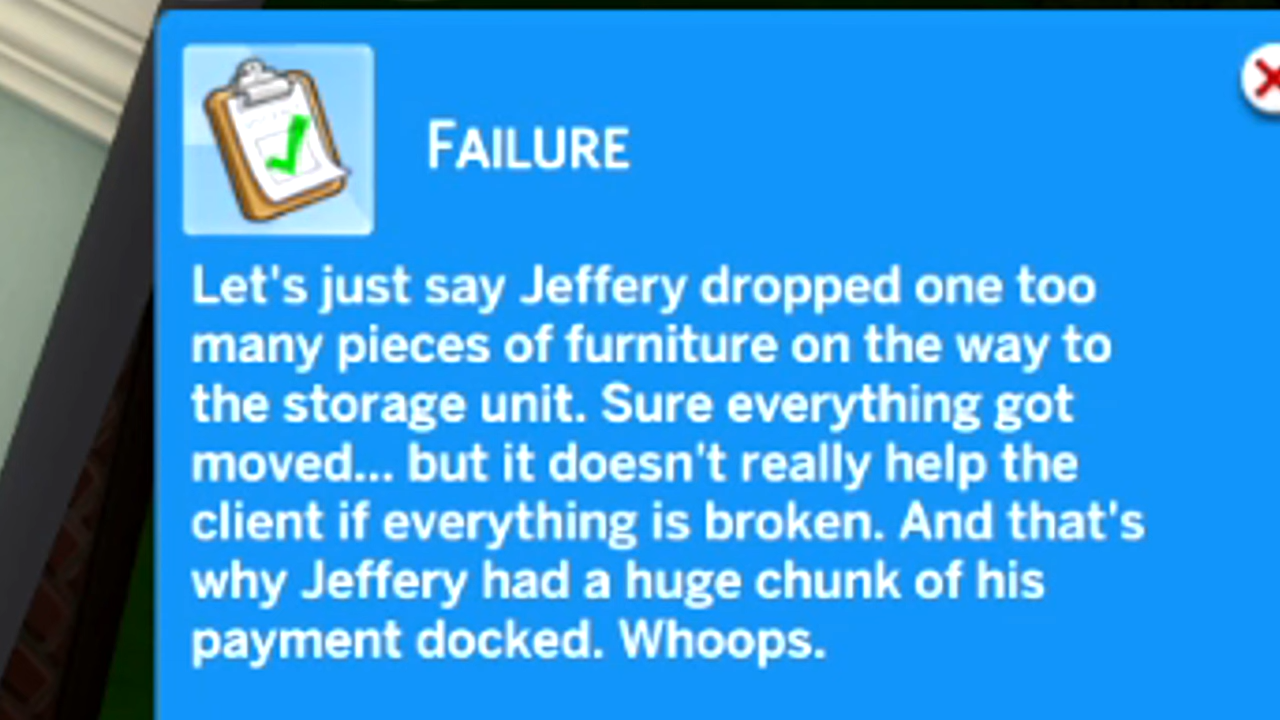 FAILURE
Let's just say Jeffery dropped one too
many pieces of furniture on the way to
the storage unit. Sure everything got
moved... but it doesn't really help the
client if everything is broken. And that's
why Jeffery had a huge chunk of his
payment docked. Whoops.